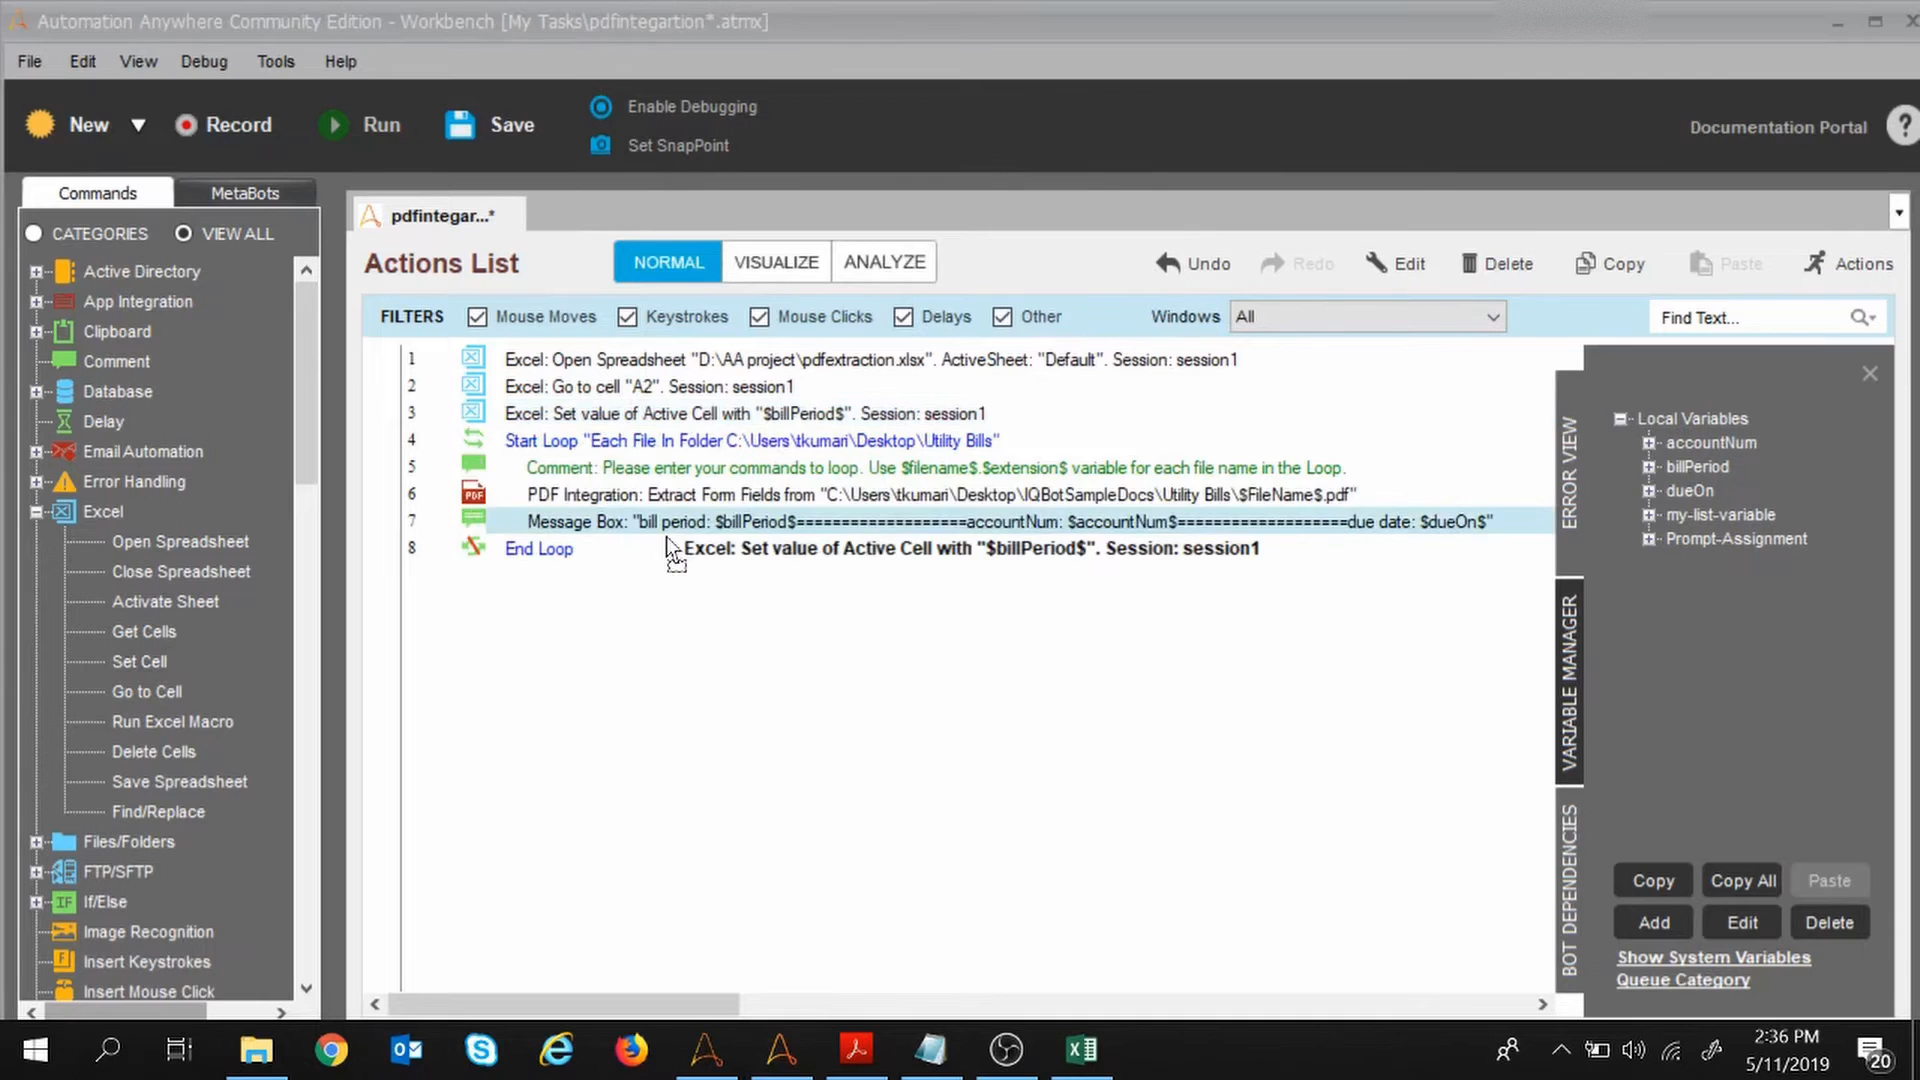 Automation Anywhere Community Edition - Workbench [My Tasks\pdfintegartion*.atmx]
File Edit View Debug Tools Help
New Record Run Save
Enable Debugging
Set SnapPoint
Documentation Portal ?
Commands MetaBots
CATEGORIES VIEW ALL
Active Directory
App Integration
Clipboard
Comment
Database
Delay
Email Automation
Error Handling
Excel
Open Spreadsheet
Close Spreadsheet
Activate Sheet
Get Cells
Set Cell
Go to Cell
Run Excel Macro
Delete Cells
Save Spreadsheet
Find/Replace
Files/Folders
FTP/SFTP
IF If/Else
Image Recognition
Insert Keystrokes
Insert Mouse Click
pdfintegar...*
Actions List NORMAL VISUALIZE ANALYZE Undo Redo Edit Delete Copy Paste Actions
FILTERS Mouse Moves Keystrokes Mouse Clicks Delays Other Windows All Find Text...
1 Excel: Open Spreadsheet "D:\AA project\pdfextraction.xlsx". ActiveSheet: "Default". Session: session1
2 Excel: Go to cell "A2". Session: session1
3 Excel: Set value of Active Cell with "$billPeriod$". Session: session1
4 Start Loop "Each File In Folder C:\Users\tkumari\Desktop\Utility Bills"
5 Comment: Please enter your commands to loop. Use $filename$.$extension$ variable for each file name in the Loop.
6 PDF PDF Integration: Extract Form Fields from "C:\Users\tkumari\Desktop\IQBotSampleDocs\Utility Bills\$FileName$.pdf"
7 Message Box: "bill period: $billPeriod$===================accountNum: $accountNum$===================due date: $dueOn$"
8 End Loop Excel: Set value of Active Cell with "$billPeriod$". Session: session1
ERROR VIEW
VARIABLE MANAGER
BOT DEPENDENCIES
Local Variables
accountNum
billPeriod
dueOn
my-list-variable
Prompt-Assignment
Copy Copy All Paste
Add Edit Delete
Show System Variables
Queue Category
2:36 PM
5/11/2019
20